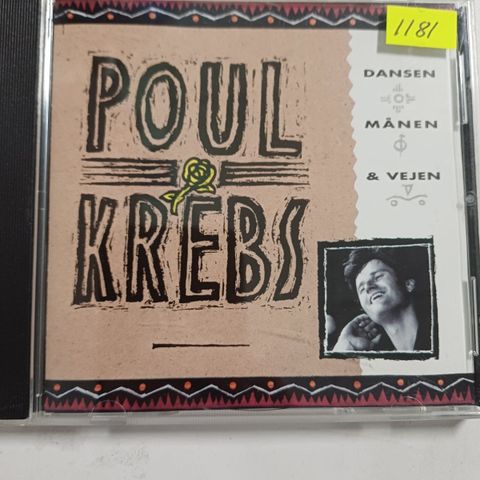 1181
POUL
KREBS
DANSEN
MÅNEN
& VEJEN